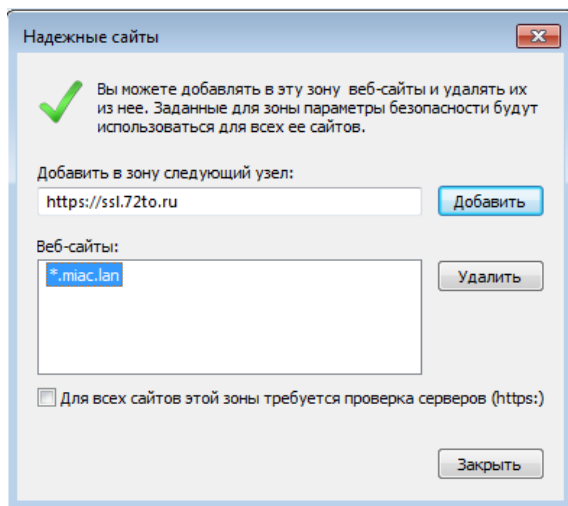 Надежные сайты
Вы можете добавлять в эту зону веб-сайты и удалять их
из нее. Заданные для зоны параметры безопасности будут
использоваться для всех ее сайтов.
Добавить в зону следующий узел:
https://ssl.72to.ru
Добавить
Веб-сайты:
*.miac.lan
Удалить
Для всех сайтов этой зоны требуется проверка серверов (https:)
Закрыть